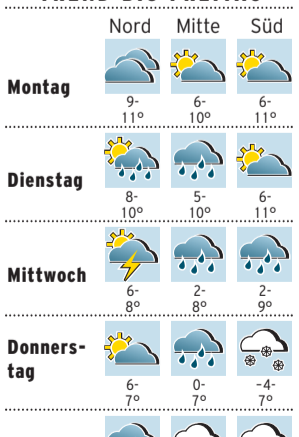 Nord Mitte Süd
Montag
9- 6- 6-
11° 10° 11°
Dienstag
8- 5- 6-
10° 10° 11°
Mittwoch
6- 2- 2-
8° 8° 9°
Donners-
tag
6- 0- -4-
7° 7° 7°